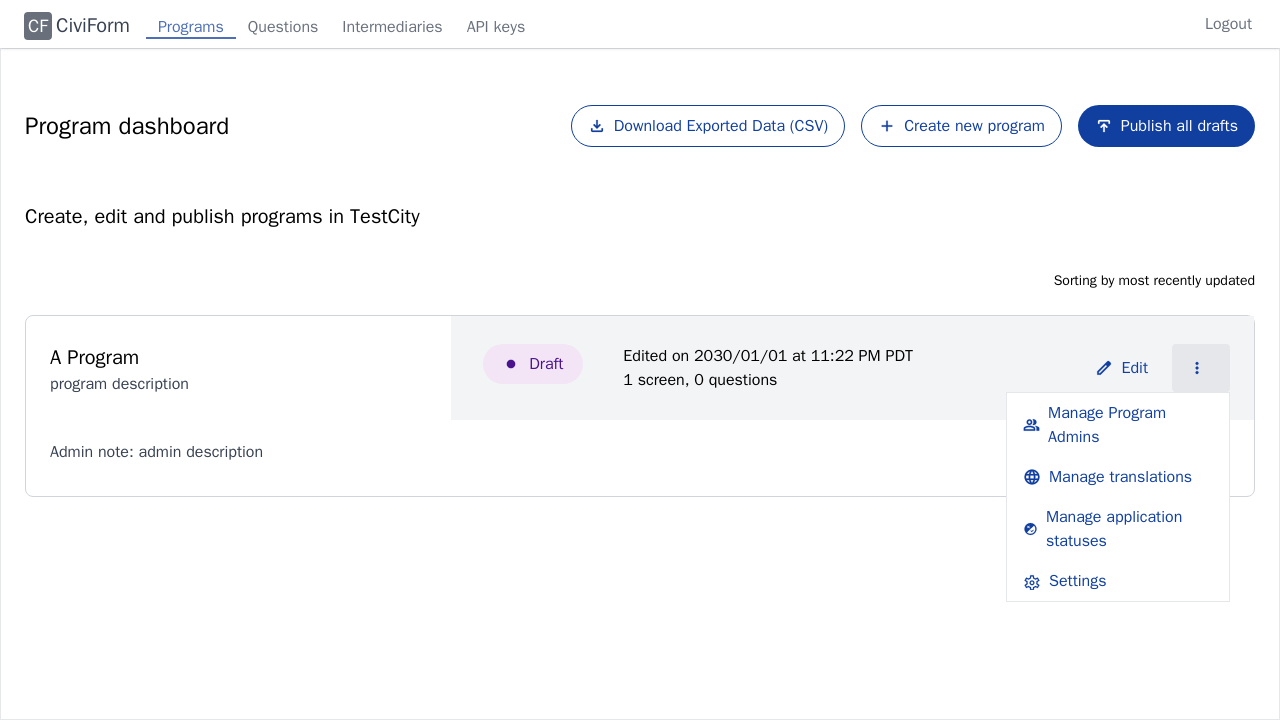 CF CiviForm Programs Questions Intermediaries API keys Logout
Program dashboard
Download Exported Data (CSV)
Create new program
Publish all drafts
Create, edit and publish programs in TestCity
Sorting by most recently updated
A Program
program description
Draft
Edited on 2030/01/01 at 11:22 PM PDT
1 screen, 0 questions
Edit
Manage Program
Admins
Manage translations
Manage application
statuses
Settings
Admin note: admin description